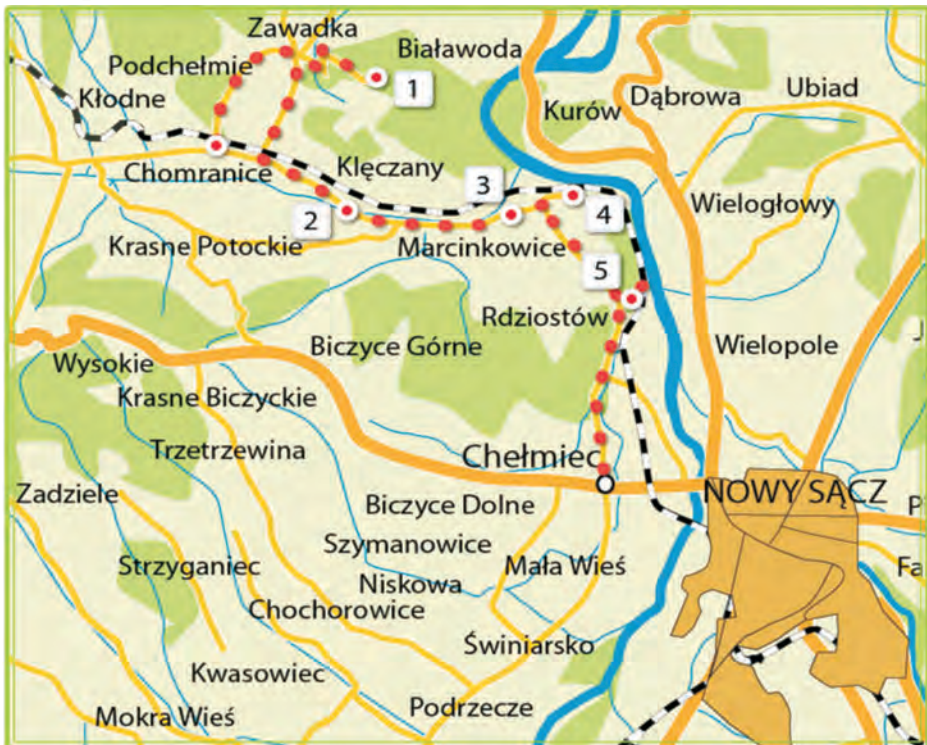 Zawadka
Białawoda
Podchełmie
1
Kłodne
Kurów
Dąbrowa
Ubiad
Chomranice
Klęczany
3
2
4
Wielogłowy
Krasne Potockie
Marcinkowice
5
Rdziostów
Biczyce Górne
Wielopole
J
Wysokie
Krasne Biczyckie
Trzetrzewina
Chełmiec
Zadziele
Biczyce Dolne
NOWY SĄCZ
P
Szymanowice
Strzyganiec
Niskowa
Mała Wieś
Fa
Chochorowice
Świniarsko
Kwasowiec
Podrzecze
Mokra Wieś